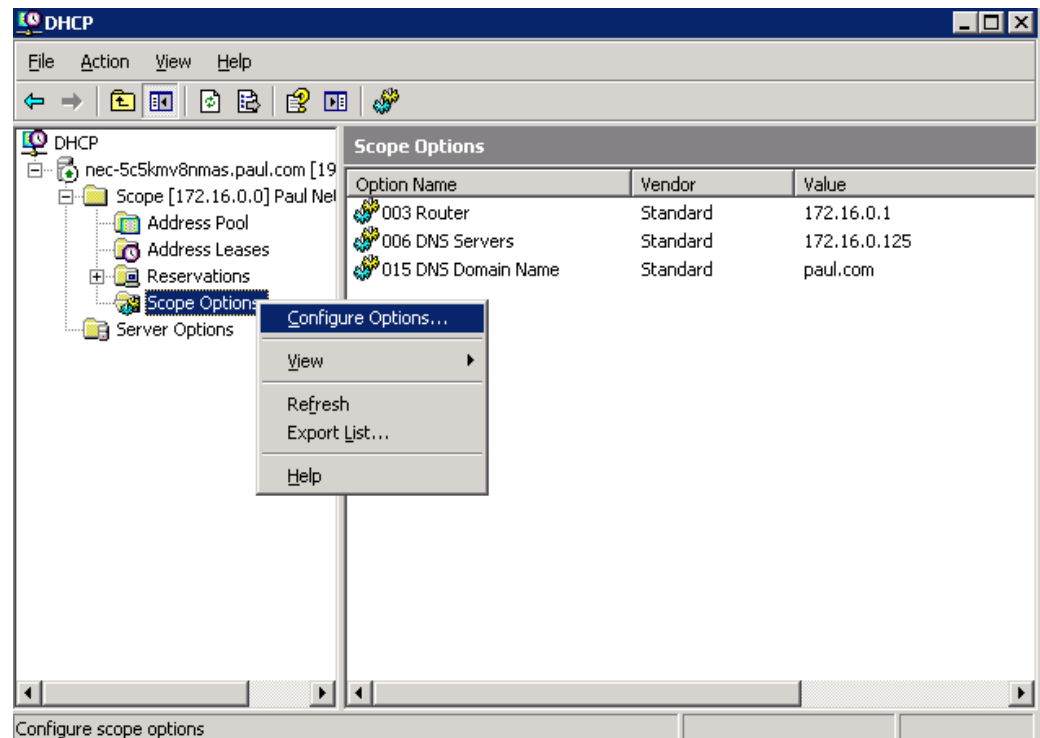 DHCP
File Action View Help
DHCP
nec-5c5kmv8nmas.paul.com [19
Scope [172.16.0.0] Paul Net
Address Pool
Address Leases
Reservations
Scope Options
Server Options
Scope Options
Option Name Vendor Value
003 Router Standard 172.16.0.1
006 DNS Servers Standard 172.16.0.125
015 DNS Domain Name Standard paul.com
Configure Options...
View
Refresh
Export List...
Help
Configure scope options